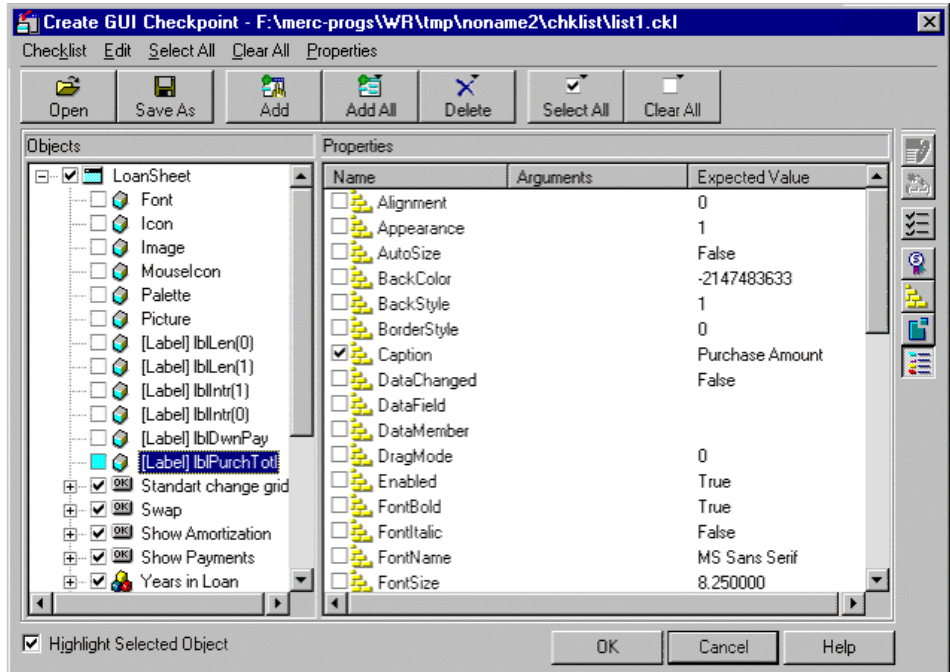 Create GUI Checkpoint - F:\merc-progs\WR\tmp\noname2\chklist\list1.ckl
Checklist Edit Select All Clear All Properties
Open Save As Add Add All Delete Select All Clear All
Objects
LoanSheet
Font
Icon
Image
MouseIcon
Palette
Picture
[Label] lblLen(0)
[Label] lblLen(1)
[Label] lblIntr(1)
[Label] lblIntr(0)
[Label] lblDwnPay
[Label] lblPurchTotl
OK Standart change grid
OK Swap
OK Show Amortization
OK Show Payments
Years in Loan
Properties
Name Arguments Expected Value
Alignment 0
Appearance 1
AutoSize False
BackColor -2147483633
BackStyle 1
BorderStyle 0
Caption Purchase Amount
DataChanged False
DataField
DataMember
DragMode 0
Enabled True
FontBold True
FontItalic False
FontName MS Sans Serif
FontSize 8.250000
Highlight Selected Object
OK Cancel Help